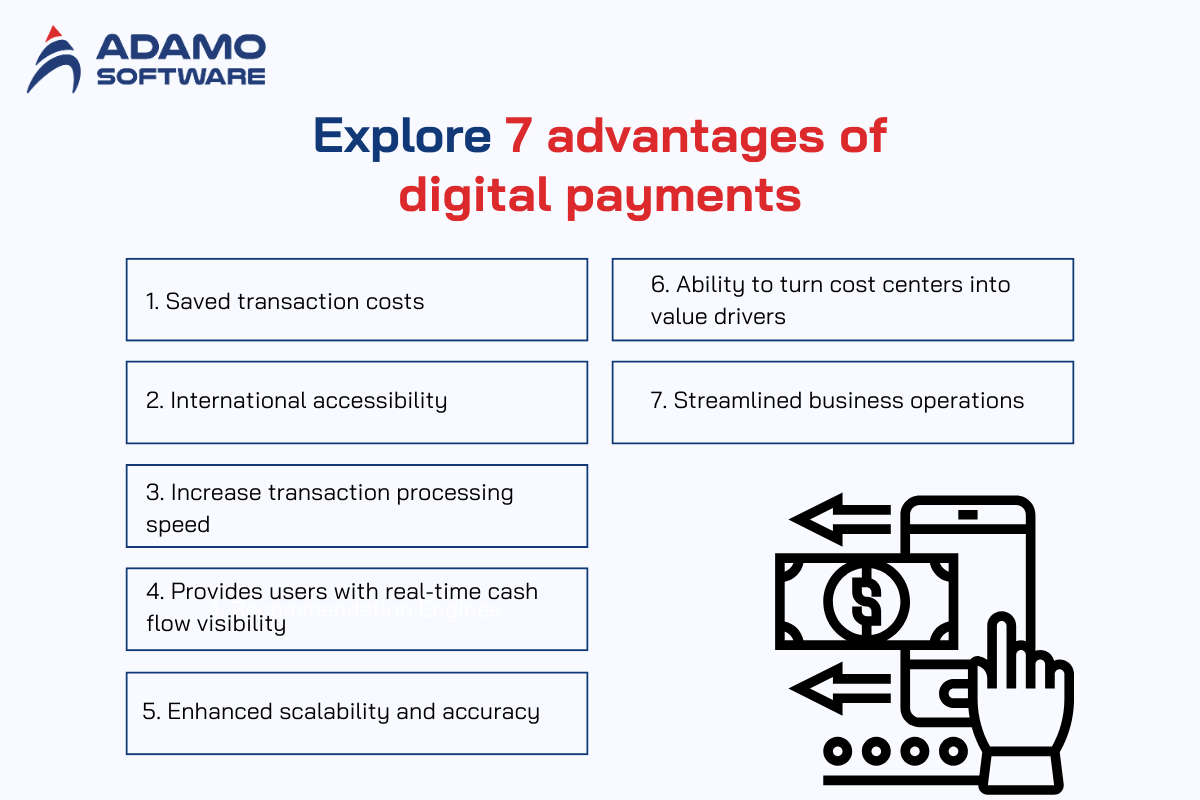 ADAMO
SOFTWARE
Explore 7 advantages of
digital payments
1. Saved transaction costs
2. International accessibility
3. Increase transaction processing
speed
4. Provides users with real-time cash
flow visibility
Recommendation Engines
5. Enhanced scalability and accuracy
6. Ability to turn cost centers into
value drivers
7. Streamlined business operations
$